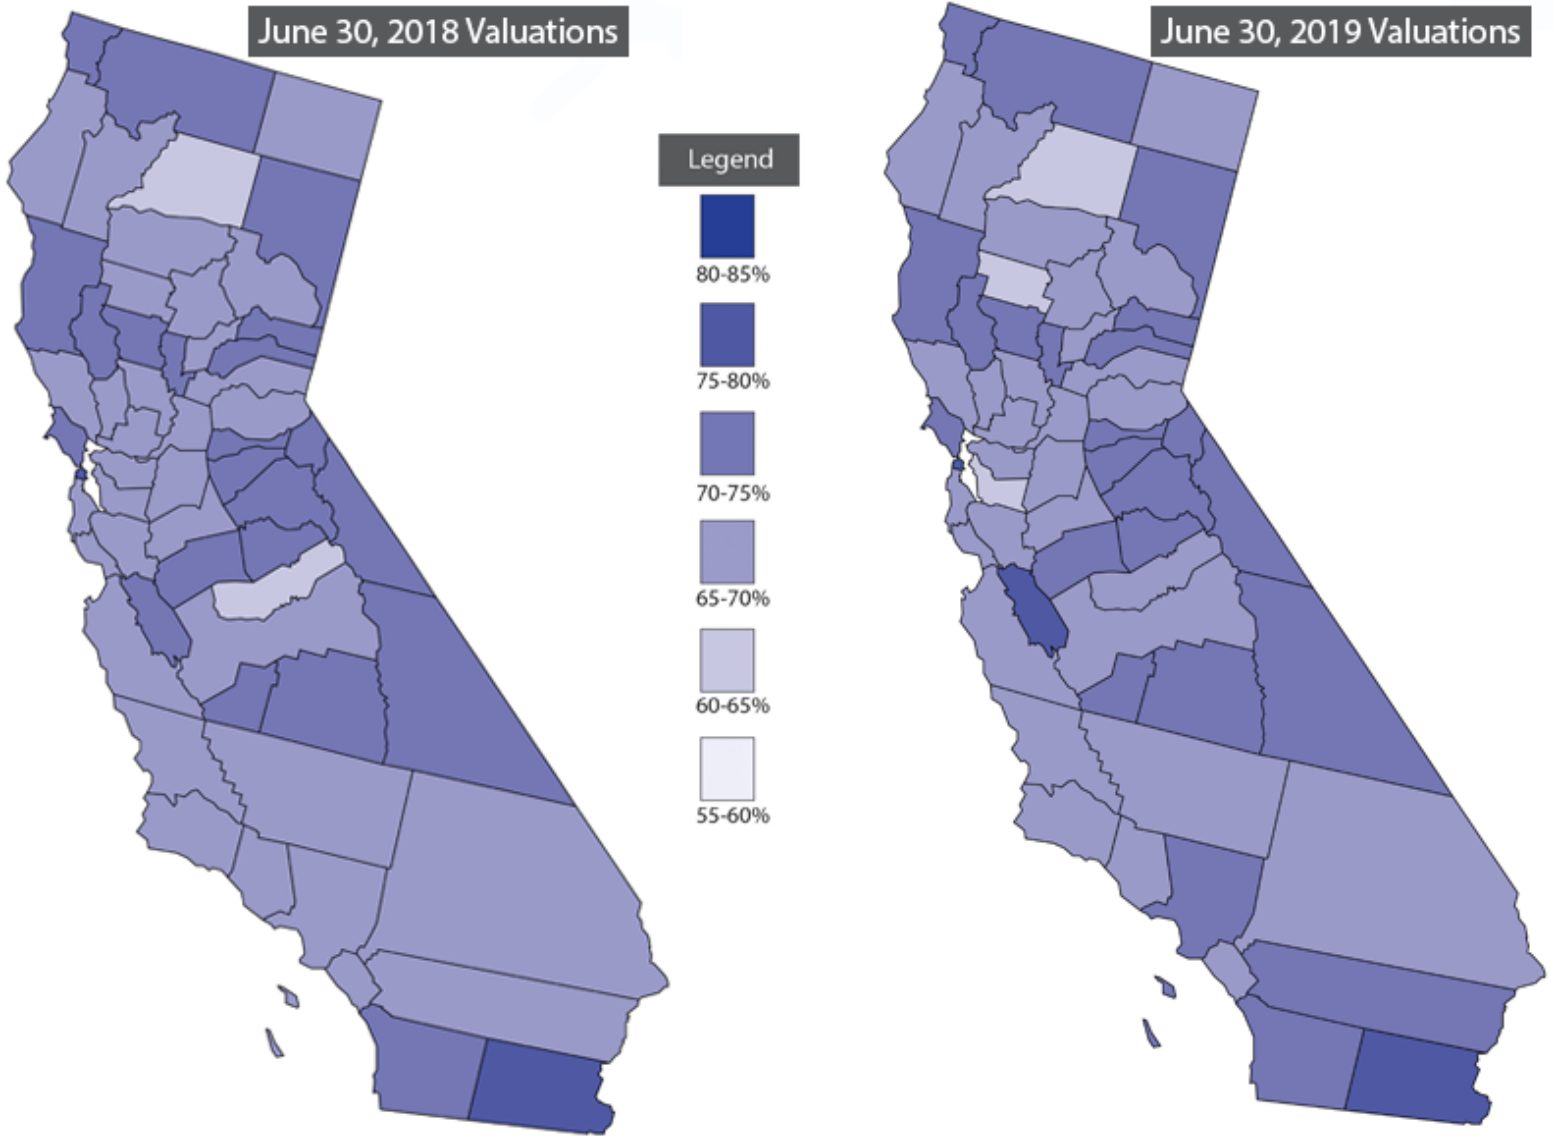 June 30, 2018 Valuations
June 30, 2019 Valuations
Legend
80-85%
75-80%
70-75%
65-70%
60-65%
55-60%